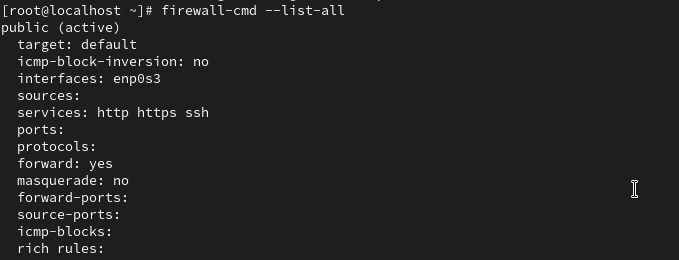 [root@localhost ~]# firewall-cmd --list-all
public (active)
  target: default
  icmp-block-inversion: no
  interfaces: enp0s3
  sources:
  services: http https ssh
  ports:
  protocols:
  forward: yes
  masquerade: no
  forward-ports:
  source-ports:
  icmp-blocks:
  rich rules: